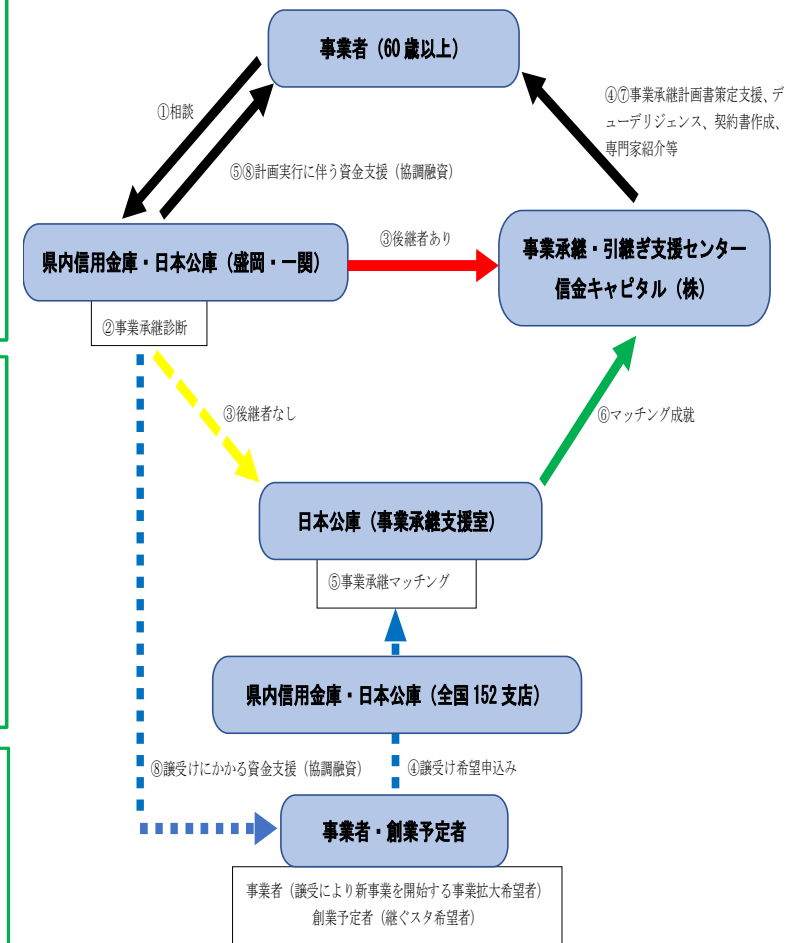 事業者（60歳以上）
①相談
④⑦事業承継計画書策定支援、デ
ューデリジェンス、契約書作成、
専門家紹介等
⑤⑧計画実行に伴う資金支援（協調融資）
県内信用金庫・日本公庫（盛岡・一関）
③後継者あり
事業承継・引継ぎ支援センター
信金キャピタル（株）
②事業承継診断
③後継者なし
⑥マッチング成就
日本公庫（事業承継支援室）
⑤事業承継マッチング
県内信用金庫・日本公庫（全国152支店）
⑧譲受けにかかる資金支援（協調融資）
④譲受け希望申込み
事業者・創業予定者
事業者（譲受により新事業を開始する事業拡大希望者）
創業予定者（継ぐスタ希望者）